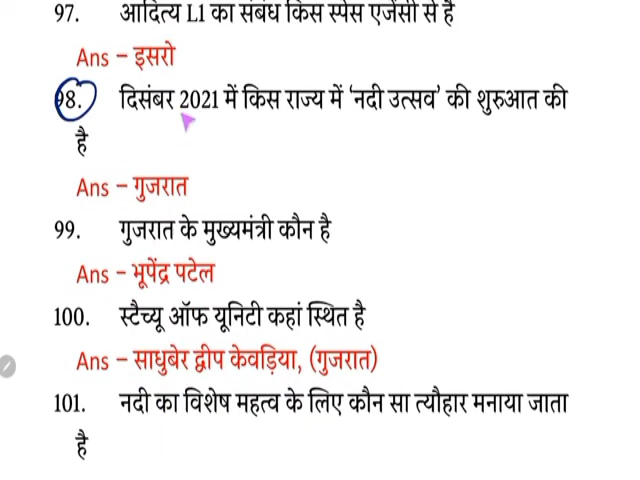 97. आदित्य L1 का संबंध किस स्पेस एजेंसी से है
Ans – इसरो
98. दिसंबर 2021 में किस राज्य में 'नदी उत्सव' की शुरुआत की
है
Ans – गुजरात
99. गुजरात के मुख्यमंत्री कौन है
Ans – भूपेंद्र पटेल
100. स्टैच्यू ऑफ यूनिटी कहां स्थित है
Ans – साधुबेर द्वीप केवड़िया, (गुजरात)
101. नदी का विशेष महत्व के लिए कौन सा त्यौहार मनाया जाता
है